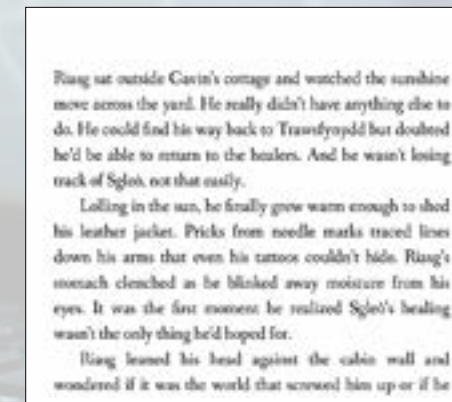 Riasg sat outside Gavin's cottage and watched the sunshine
move across the yard. He really didn't have anything else to
do. He could find his way back to Trawsfynydd but doubted
he'd be able to return to the healers. And he wasn't losing
track of Sgleò, not that easily.
Lolling in the sun, he finally grew warm enough to shed
his leather jacket. Pricks from needle marks traced lines
down his arms that even his tattoos couldn't hide. Riasg's
stomach clenched as he blinked away moisture from his
eyes. It was the first moment he realized Sgleò's healing
wasn't the only thing he'd hoped for.
Riasg leaned his head against the cabin wall and
wondered if it was the world that screwed him up or if he